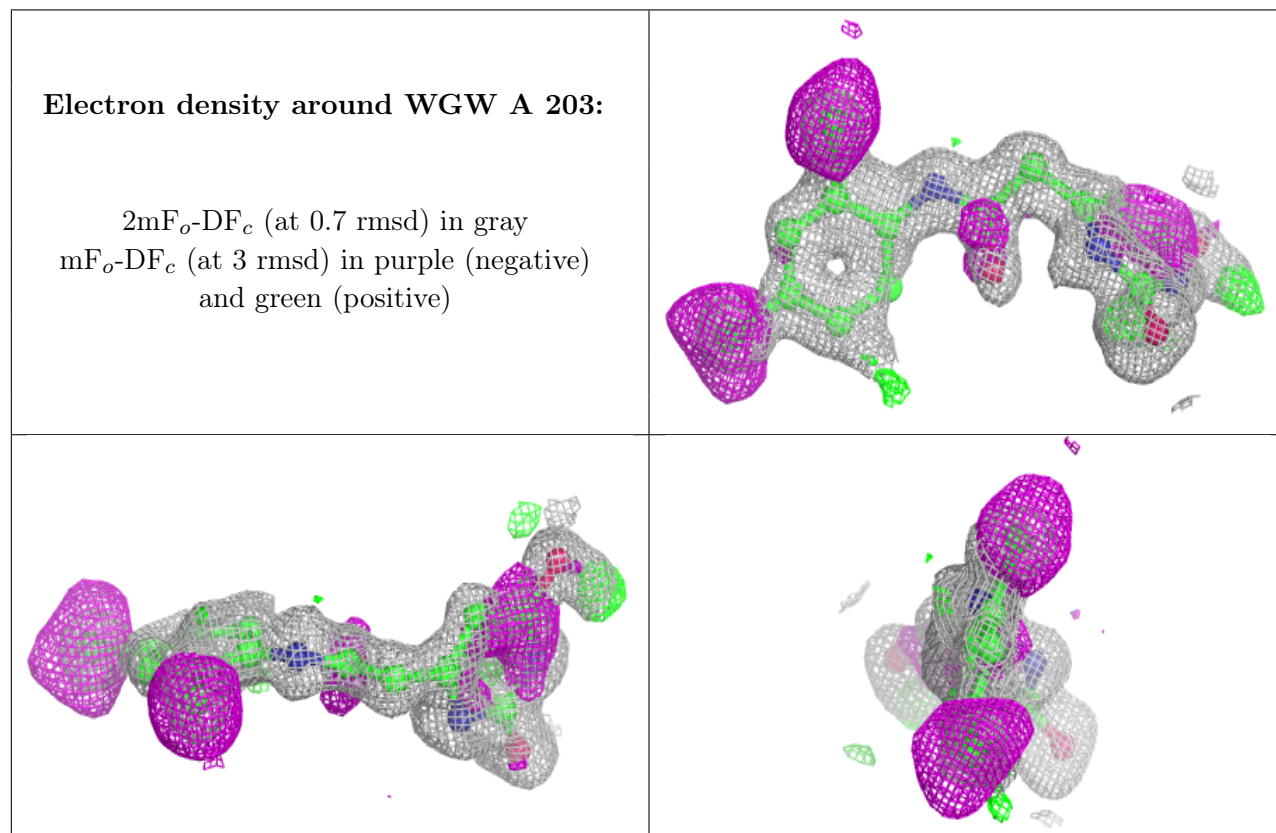 Electron density around WGW A 203:
2mFo-DFc (at 0.7 rmsd) in gray
mFo-DFc (at 3 rmsd) in purple (negative)
and green (positive)